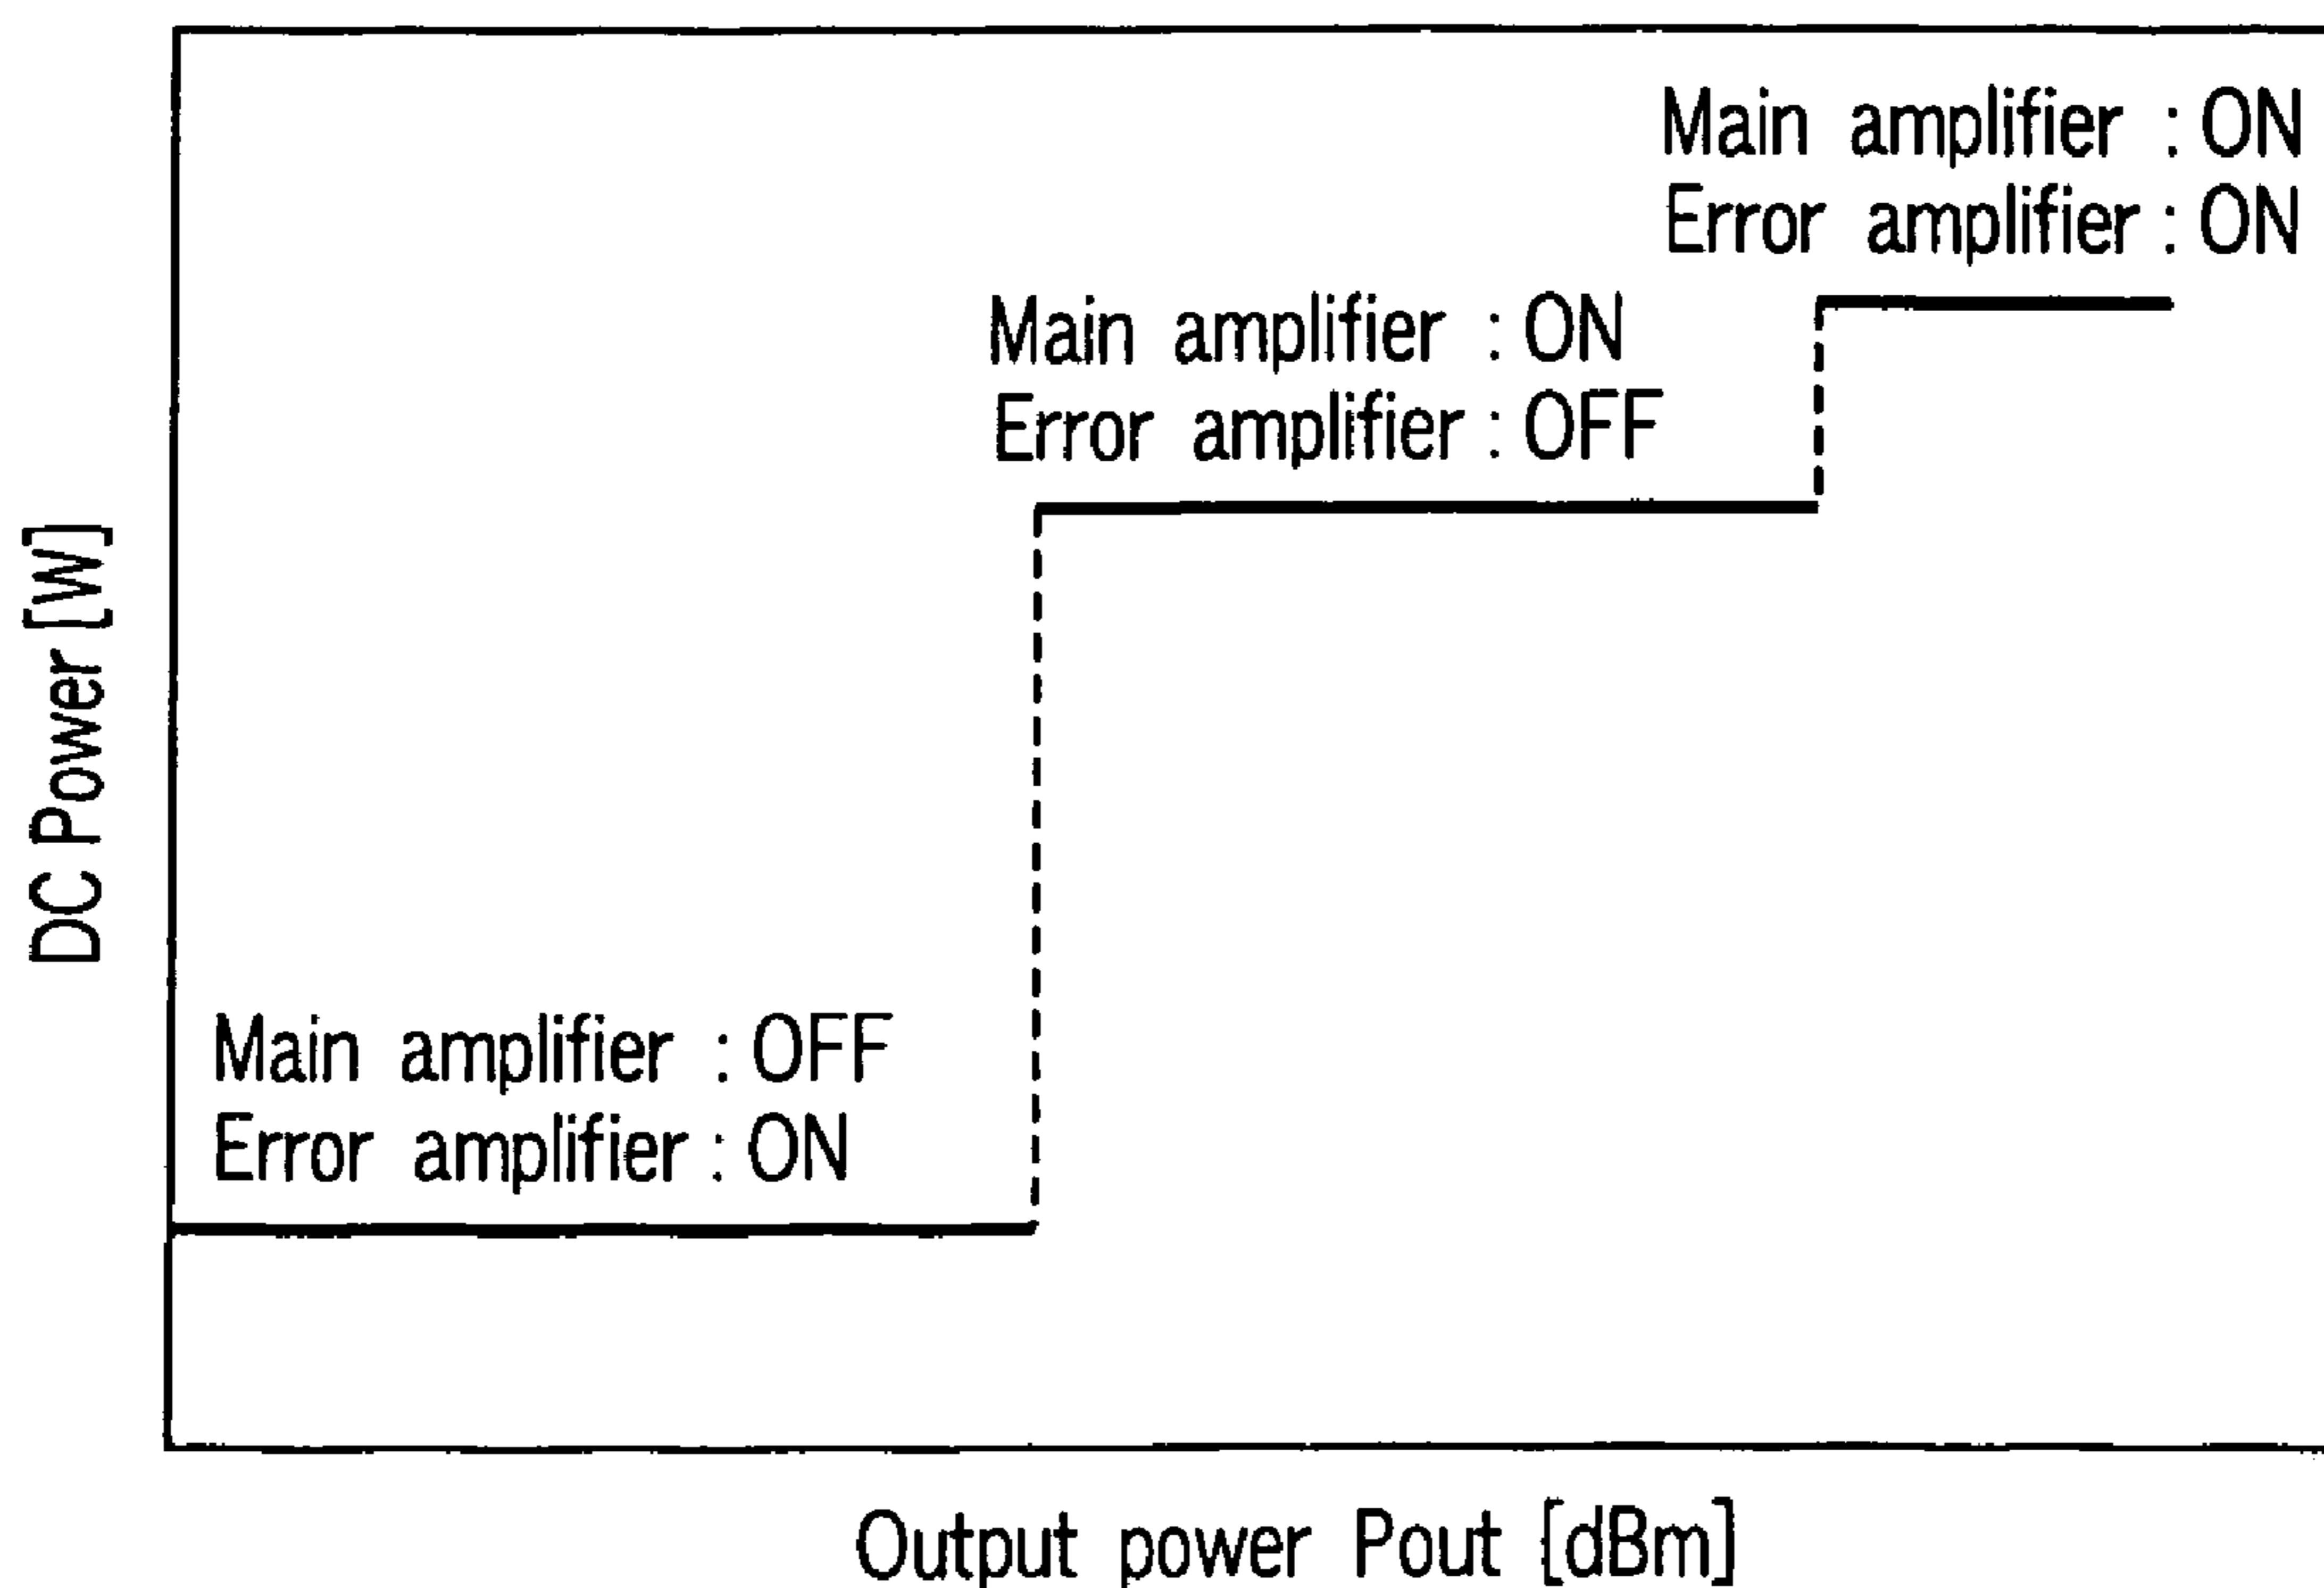 Main amplifier : ON
Error amplifier : ON
Main amplifier : ON
Error amplifier : OFF
DC Power [W]
Main amplifier : OFF
Error amplifier : ON
Output power Pout [dBm]